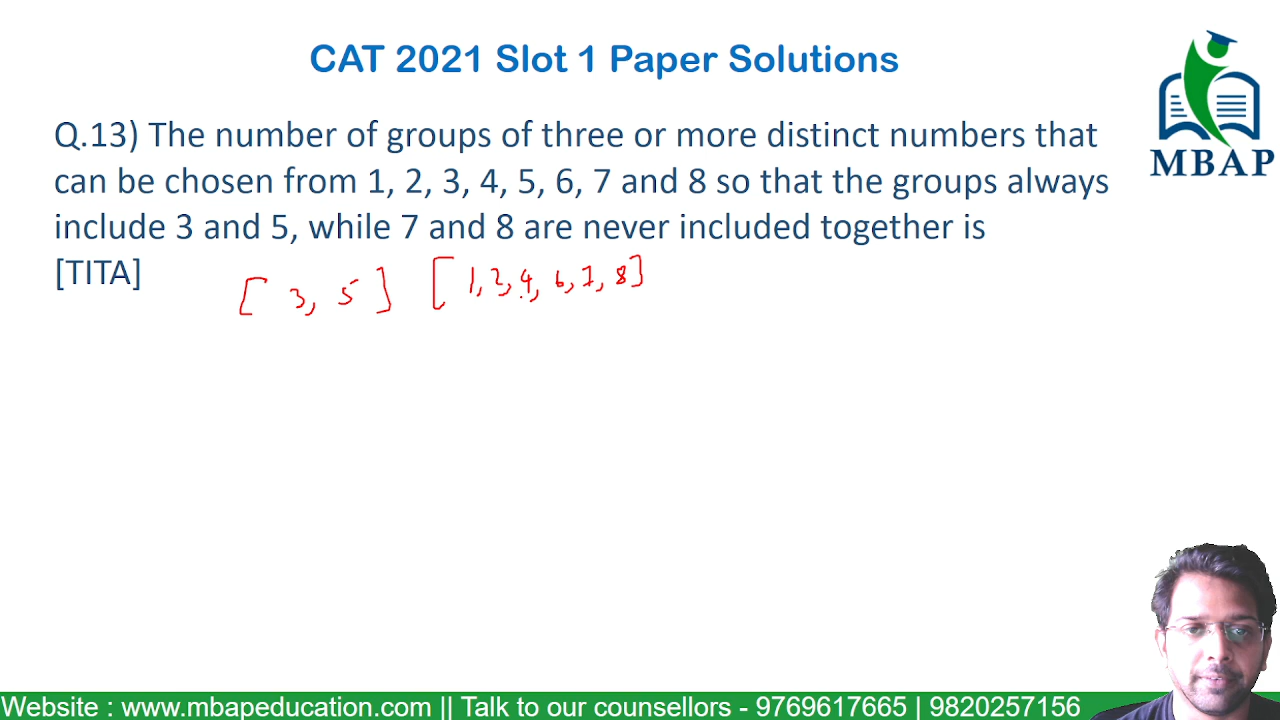 CAT 2021 Slot 1 Paper Solutions
MBAP
Q.13) The number of groups of three or more distinct numbers that
can be chosen from 1, 2, 3, 4, 5, 6, 7 and 8 so that the groups always
include 3 and 5, while 7 and 8 are never included together is
[TITA]
[ 3, 5 ] [ 1, 2, 4, 6, 7, 8 ]
Website : www.mbapeducation.com || Talk to our counsellors - 9769617665 | 9820257156